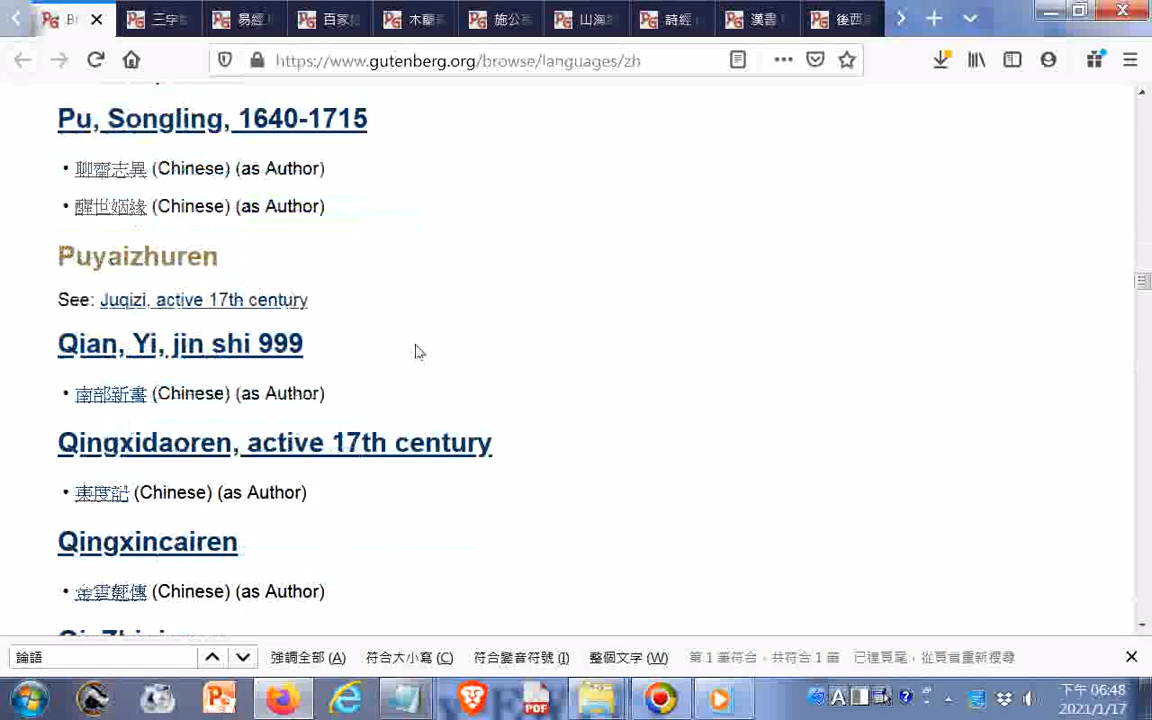 三字
易經
百家
木蘭
施公
山海
詩經
漢書
後西
https://www.gutenberg.org/browse/languages/zh
Pu, Songling, 1640-1715
• 聊齋志異 (Chinese) (as Author)
• 醒世姻緣 (Chinese) (as Author)
Puyaizhuren
See: Juqizi, active 17th century
Qian, Yi, jin shi 999
• 南部新書 (Chinese) (as Author)
Qingxidaoren, active 17th century
• 東度記 (Chinese) (as Author)
Qingxincairen
• 金雲翹傳 (Chinese) (as Author)
論語
強調全部 (A)
符合大小寫 (C)
符合變音符號 (I)
整個文字 (W)
第 1 筆符合，共符合 1 筆
已達頁尾，從頁首重新搜尋
PDF
A
下午 06:48
2021/1/17